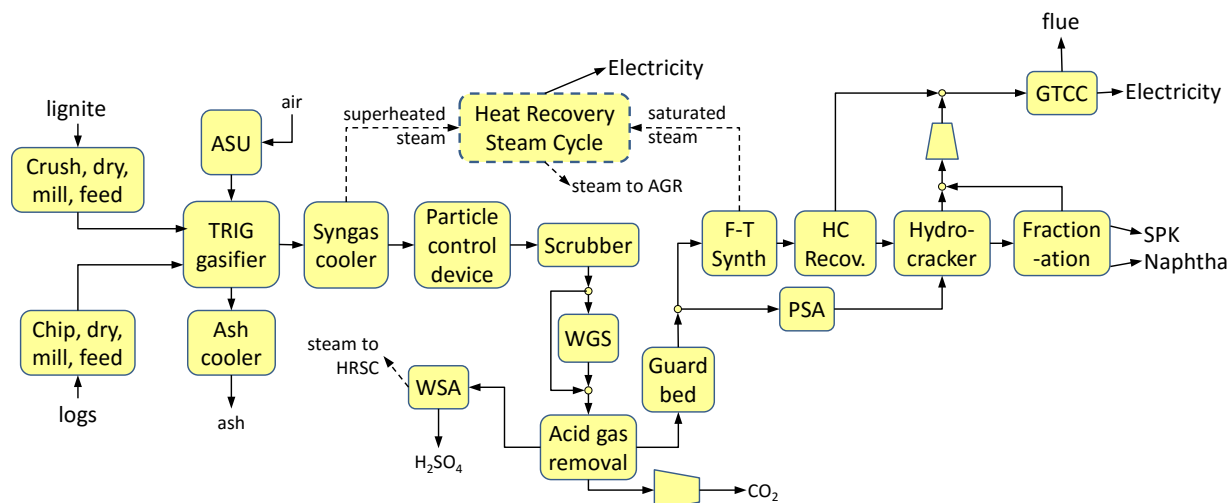 flue
Electricity
GTCC
Electricity
lignite
air
superheated
steam
Heat Recovery
Steam Cycle
saturated
steam
ASU
Crush, dry,
mill, feed
steam to AGR
TRIG
gasifier
Syngas
cooler
Particle
control
device
Scrubber
F-T
Synth
HC
Recov.
Hydro-
cracker
Fraction
-ation
SPK
Naphtha
PSA
Chip, dry,
mill, feed
Ash
cooler
WGS
steam to
HRSC
Guard
bed
WSA
logs
ash
Acid gas
removal
H₂SO₄
CO₂